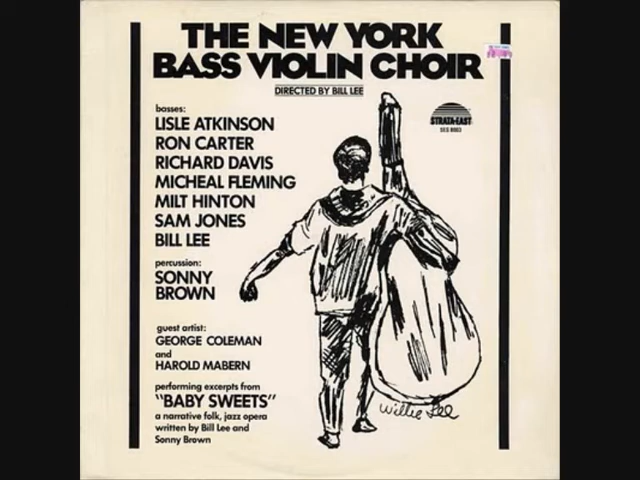 THE NEW YORK
BASS VIOLIN CHOIR
DIRECTED BY BILL LEE
STRATA-EAST
SES 8003
basses:
LISLE ATKINSON
RON CARTER
RICHARD DAVIS
MICHEAL FLEMING
MILT HINTON
SAM JONES
BILL LEE
percussion:
SONNY
BROWN
guest artist:
GEORGE COLEMAN
and
HAROLD MABERN
performing excerpts from
"BABY SWEETS"
a narrative folk, jazz opera
written by Bill Lee and
Sonny Brown
Willie Lee